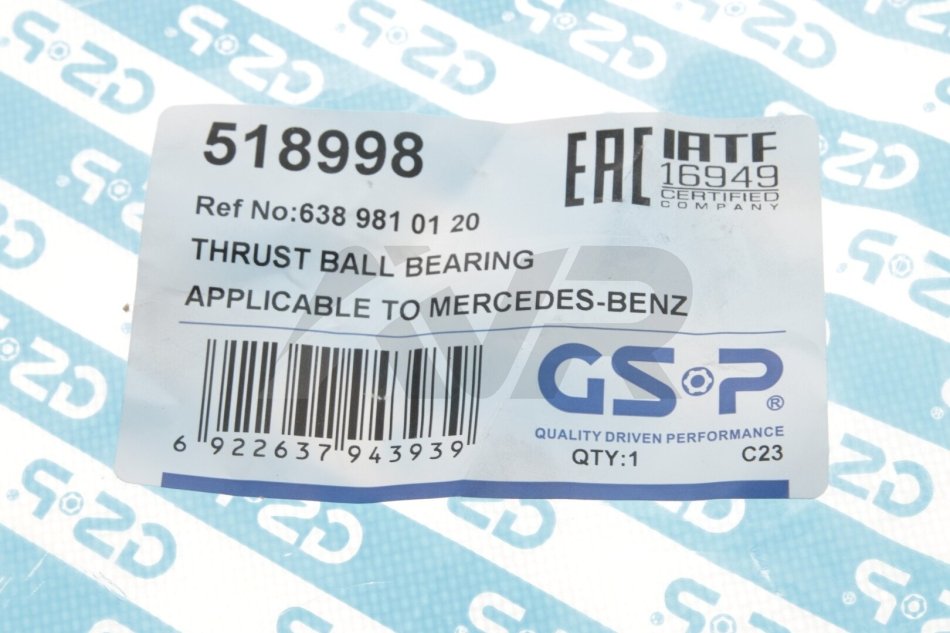 518998
EAC
IATF
16949
CERTIFIED
COMPANY
Ref No:638 981 01 20
THRUST BALL BEARING
APPLICABLE TO MERCEDES-BENZ
6 922637 943939
GSP®
QUALITY DRIVEN PERFORMANCE
QTY:1 C23